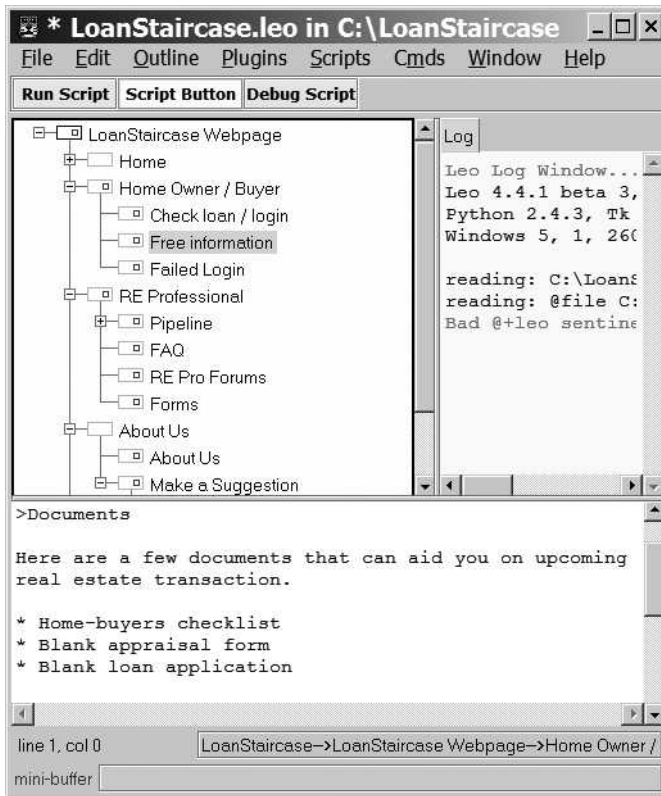 * LoanStaircase.leo in C:\LoanStaircase
File Edit Outline Plugins Scripts Cmds Window Help
Run Script Script Button Debug Script
LoanStaircase Webpage
Home
Home Owner / Buyer
Check loan / login
Free information
Failed Login
RE Professional
Pipeline
FAQ
RE Pro Forums
Forms
About Us
About Us
Make a Suggestion
Log
Leo Log Window...
Leo 4.4.1 beta 3,
Python 2.4.3, Tk
Windows 5, 1, 260
reading: C:\LoanS
reading: @file C:
Bad @+leo sentine
>Documents
Here are a few documents that can aid you on upcoming
real estate transaction.
* Home-buyers checklist
* Blank appraisal form
* Blank loan application
line 1, col 0
LoanStaircase-->LoanStaircase Webpage-->Home Owner /
mini-buffer